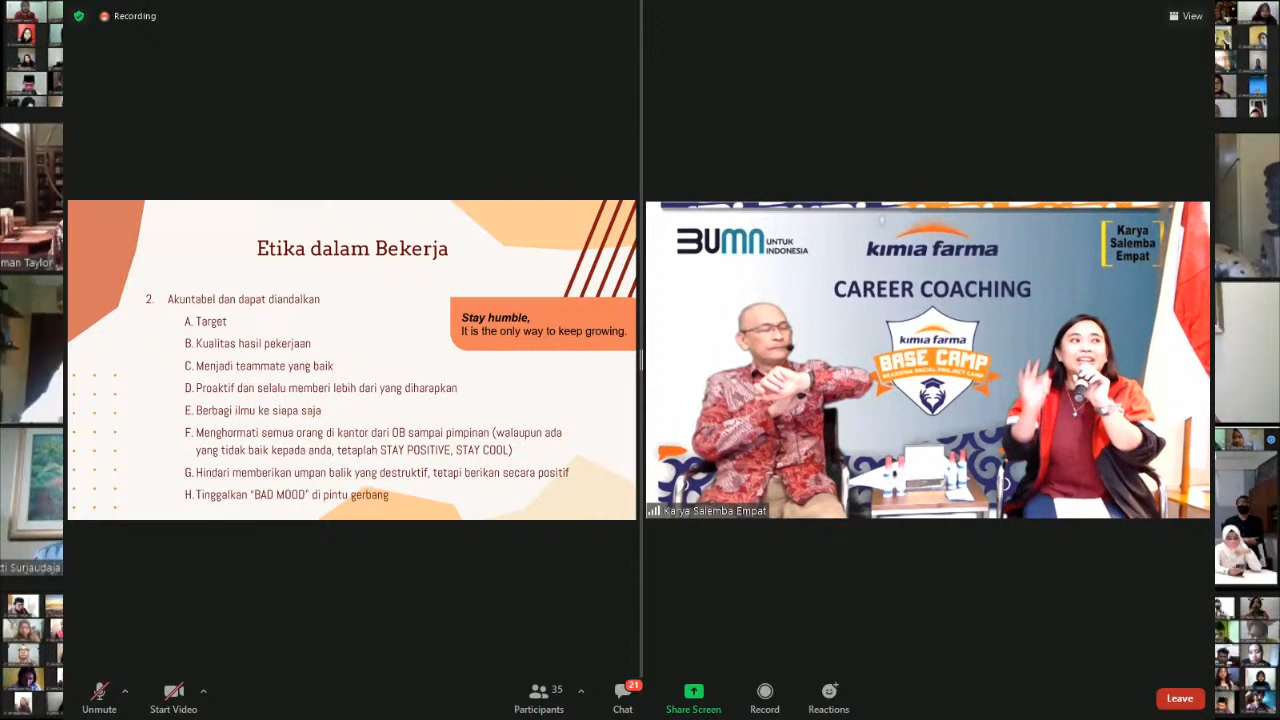 Recording
View
man Taylor
Etika dalam Bekerja
2. Akuntabel dan dapat diandalkan
A. Target
B. Kualitas hasil pekerjaan
C. Menjadi teammate yang baik
D. Proaktif dan selalu memberi lebih dari yang diharapkan
E. Berbagi ilmu ke siapa saja
F. Menghormati semua orang di kantor dari OB sampai pimpinan (walaupun ada
yang tidak baik kepada anda, tetaplah STAY POSITIVE, STAY COOL)
G. Hindari memberikan umpan balik yang destruktif, tetapi berikan secara positif
H. Tinggalkan "BAD MOOD" di pintu gerbang
Stay humble,
It is the only way to keep growing.
BUMN UNTUK
INDONESIA
kimia farma
Karya
Salemba
Empat
CAREER COACHING
kimia farma
BASE CAMP
BEASISWA SOCIAL PROJECT CAMP
Karya Salemba Empat
ti Surjaudaja
Unmute
Start Video
Participants
35
Chat
21
Share Screen
Record
Reactions
Leave